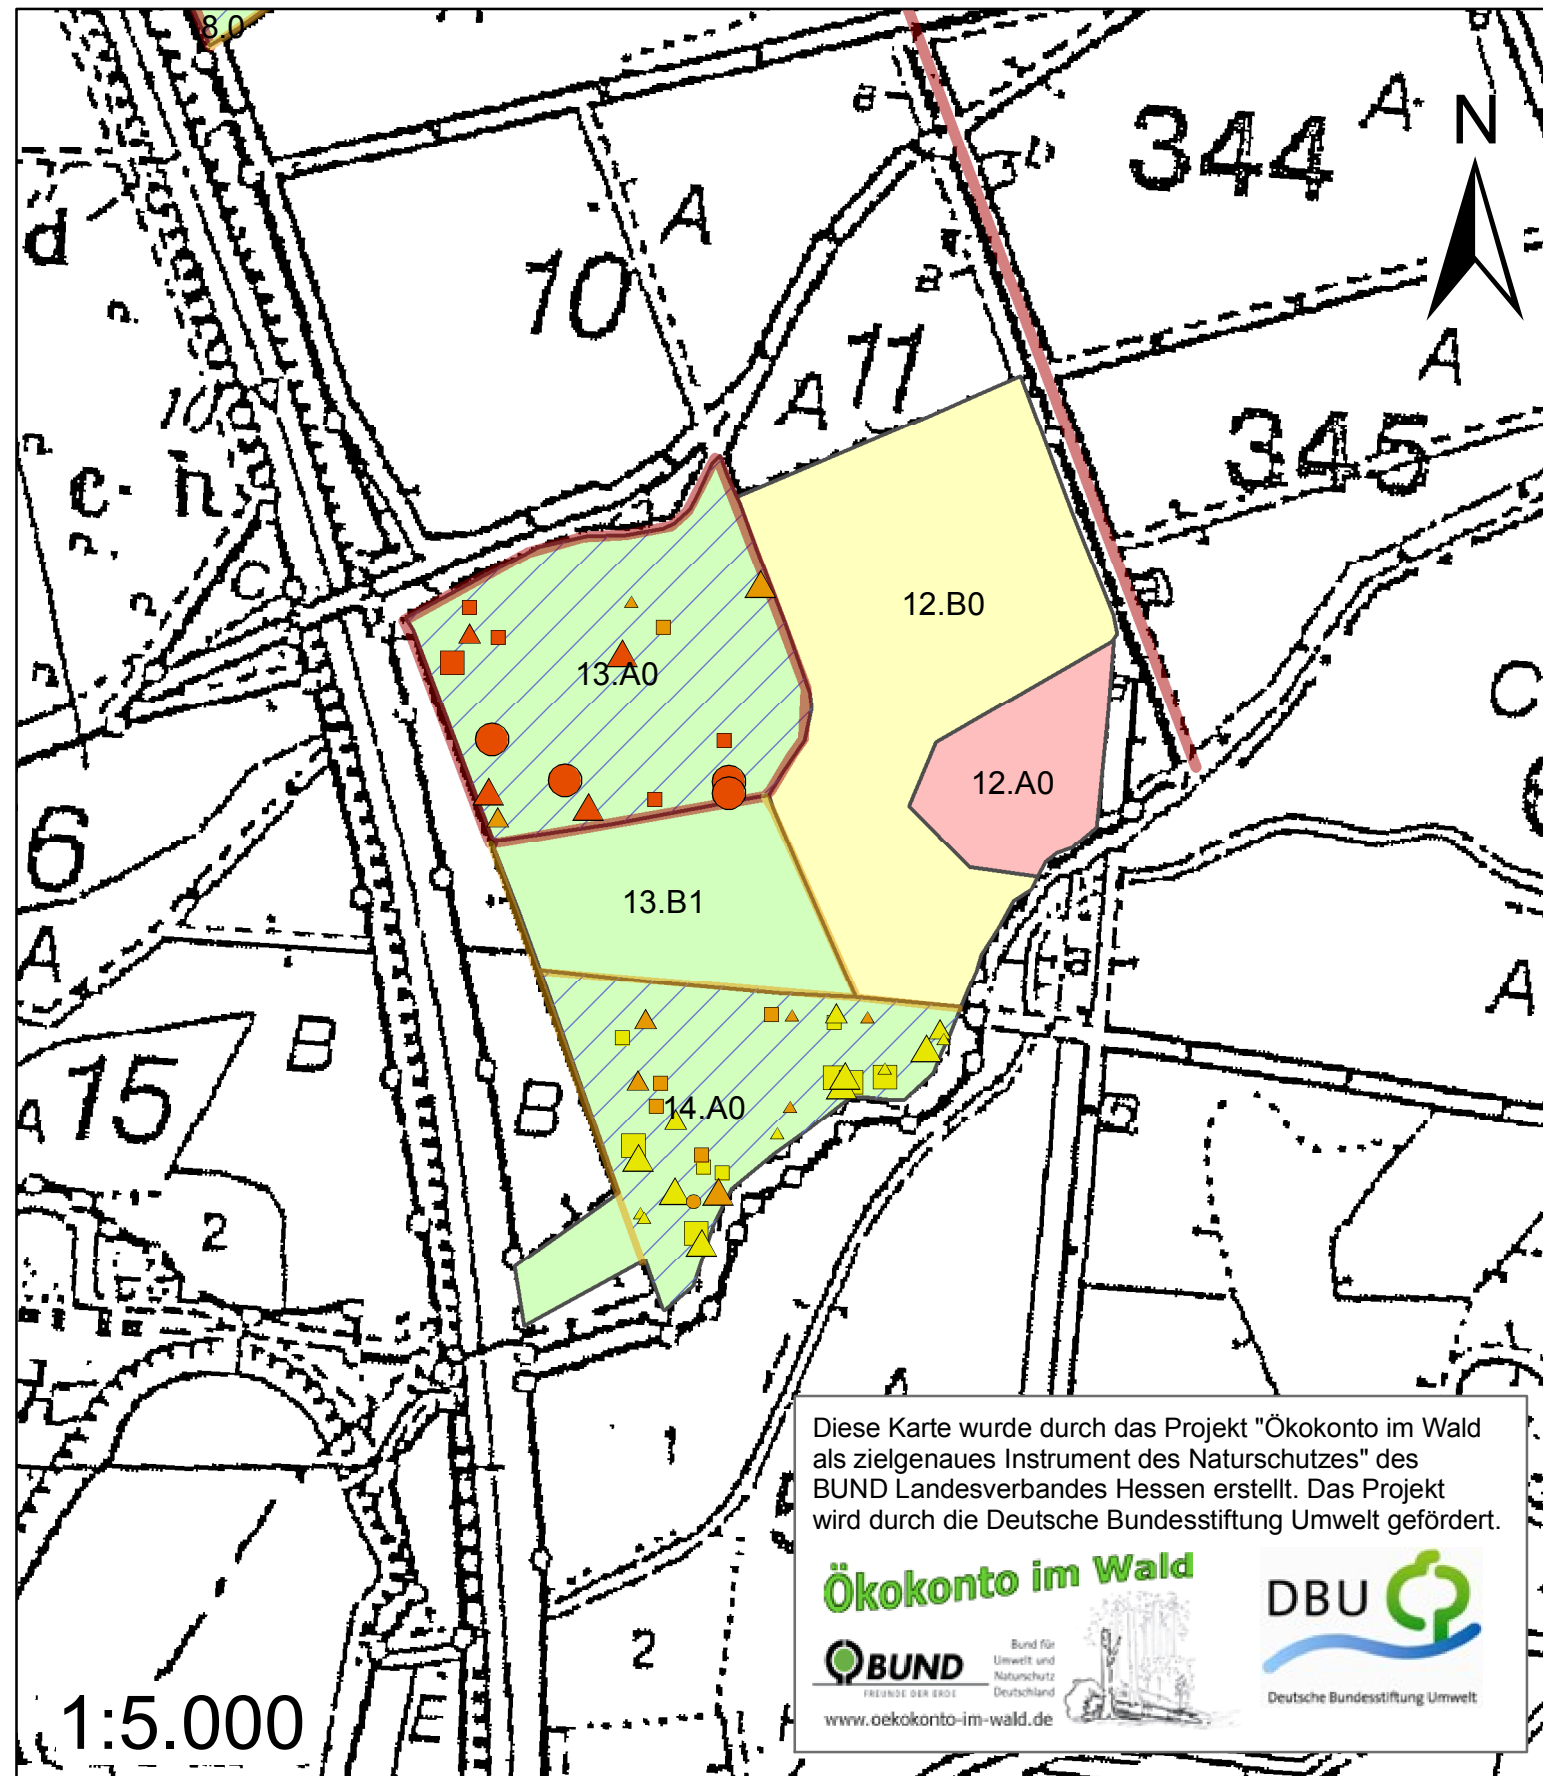 8.0
A
N
344
a
d
A
10
A
11
A
A
345
c
n
C
12.B0
13.A0
C
12.A0
6
13.B1
A
A
B
15
B
14.A0
A
2
Diese Karte wurde durch das Projekt "Ökokonto im Wald
als zielgenaues Instrument des Naturschutzes" des
BUND Landesverbandes Hessen erstellt. Das Projekt
wird durch die Deutsche Bundesstiftung Umwelt gefördert.
1
Ökokonto im Wald
DBU
2
BUND
FREUNDE DER ERDE
Bund für
Umwelt und
Naturschutz
Deutschland
Deutsche Bundesstiftung Umwelt
www.oekokonto-im-wald.de
1:5.000
E